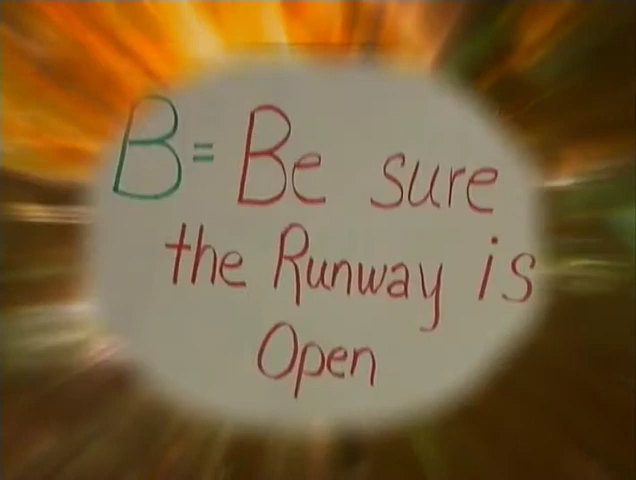 B = Be sure
the Runway is
Open